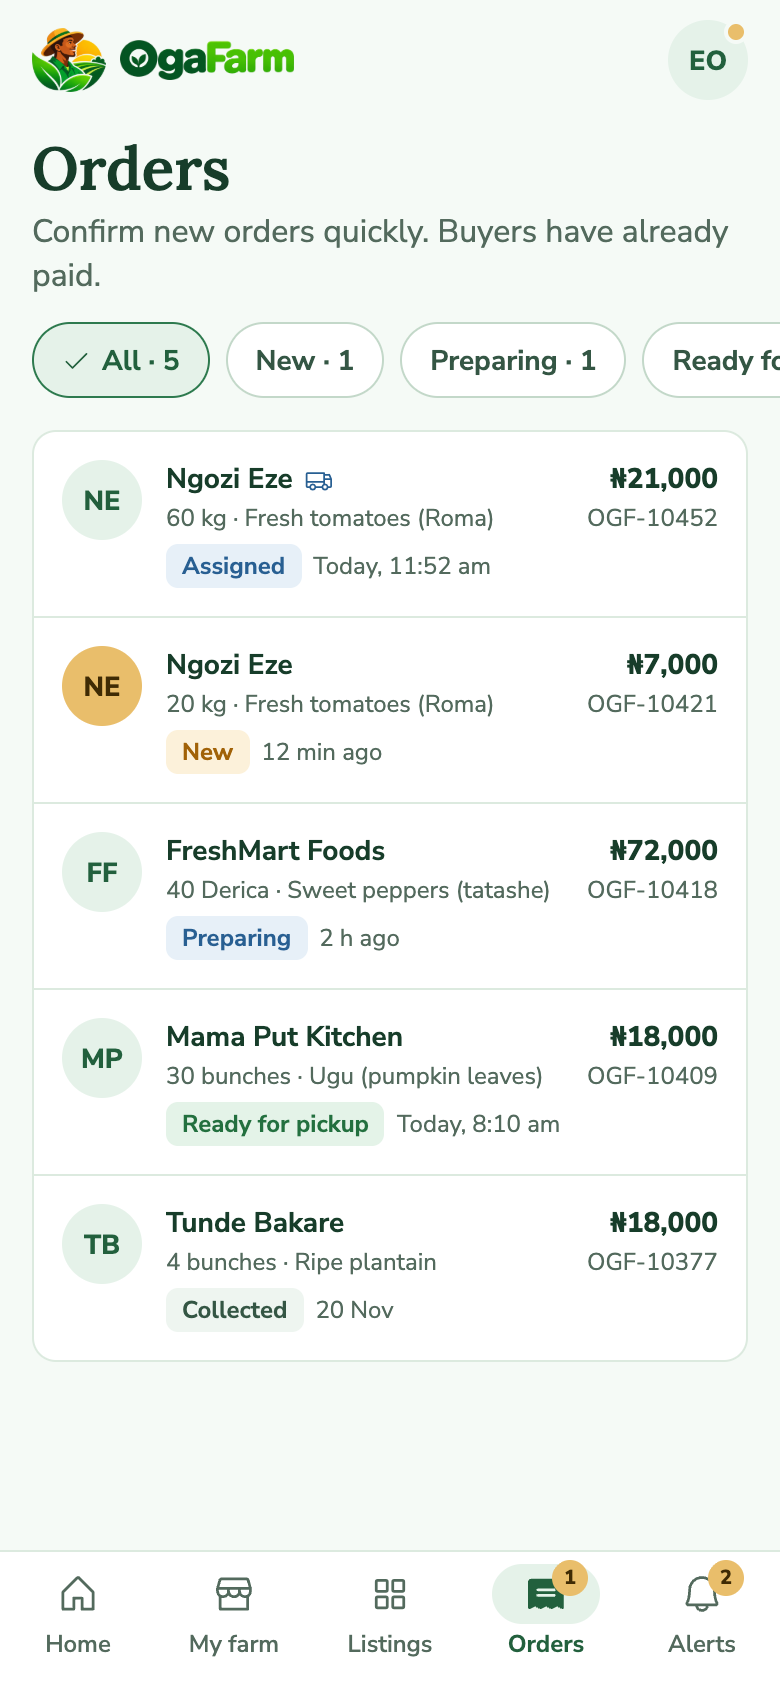 OgaFarm
EO
Orders
Confirm new orders quickly. Buyers have already
paid.
All · 5
New · 1
Preparing · 1
Ready fo
NE
Ngozi Eze
₦21,000
60 kg · Fresh tomatoes (Roma)
OGF-10452
Assigned
Today, 11:52 am
NE
Ngozi Eze
₦7,000
20 kg · Fresh tomatoes (Roma)
OGF-10421
New
12 min ago
FF
FreshMart Foods
₦72,000
40 Derica · Sweet peppers (tatashe)
OGF-10418
Preparing
2 h ago
MP
Mama Put Kitchen
₦18,000
30 bunches · Ugu (pumpkin leaves)
OGF-10409
Ready for pickup
Today, 8:10 am
TB
Tunde Bakare
₦18,000
4 bunches · Ripe plantain
OGF-10377
Collected
20 Nov
1
2
Home
My farm
Listings
Orders
Alerts